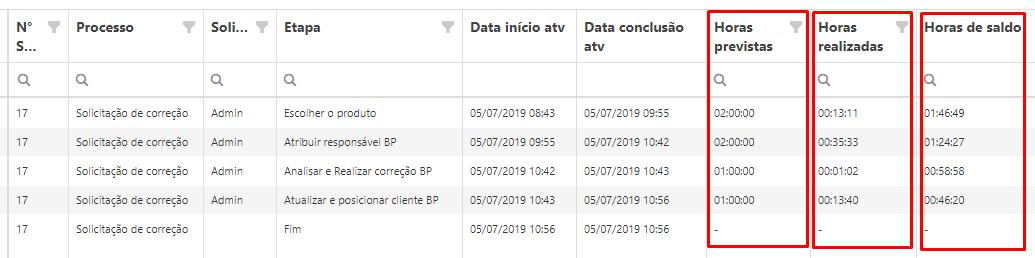 N° S... Processo Soli... Etapa Data início atv Data conclusão atv Horas previstas Horas realizadas Horas de saldo
17 Solicitação de correção Admin Escolher o produto 05/07/2019 08:43 05/07/2019 09:55 02:00:00 00:13:11 01:46:49
17 Solicitação de correção Admin Atribuir responsável BP 05/07/2019 09:55 05/07/2019 10:42 02:00:00 00:35:33 01:24:27
17 Solicitação de correção Admin Analisar e Realizar correção BP 05/07/2019 10:42 05/07/2019 10:43 01:00:00 00:01:02 00:58:58
17 Solicitação de correção Admin Atualizar e posicionar cliente BP 05/07/2019 10:43 05/07/2019 10:56 01:00:00 00:13:40 00:46:20
17 Solicitação de correção Fim 05/07/2019 10:56 05/07/2019 10:56 - - -